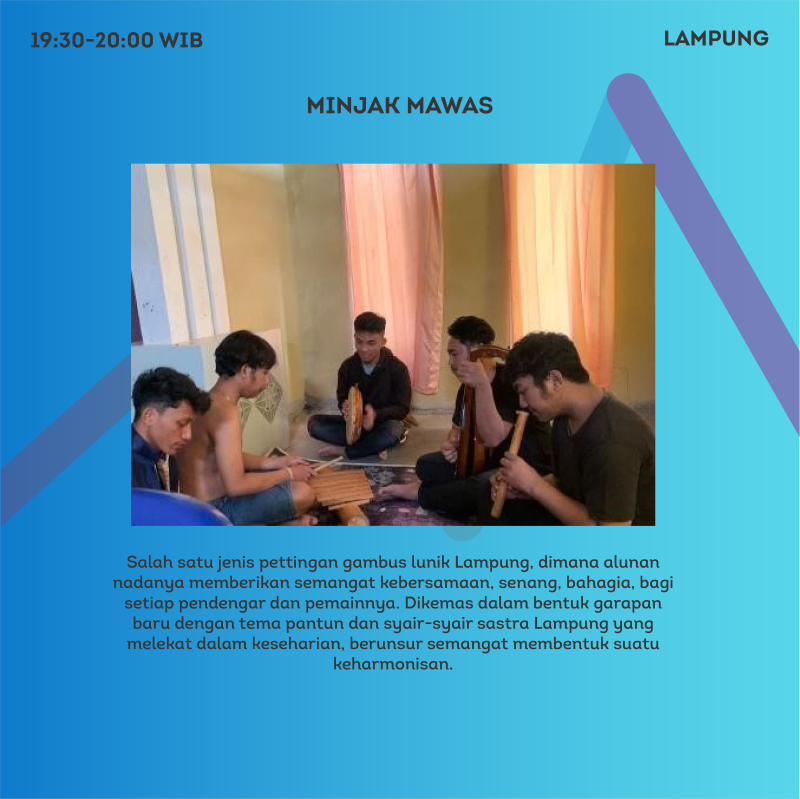 19:30-20:00 WIB
LAMPUNG
MINJAK MAWAS
Salah satu jenis pettingan gambus lunik Lampung, dimana alunan
nadanya memberikan semangat kebersamaan, senang, bahagia, bagi
setiap pendengar dan pemainnya. Dikemas dalam bentuk garapan
baru dengan tema pantun dan syair-syair sastra Lampung yang
melekat dalam keseharian, berunsur semangat membentuk suatu
keharmonisan.